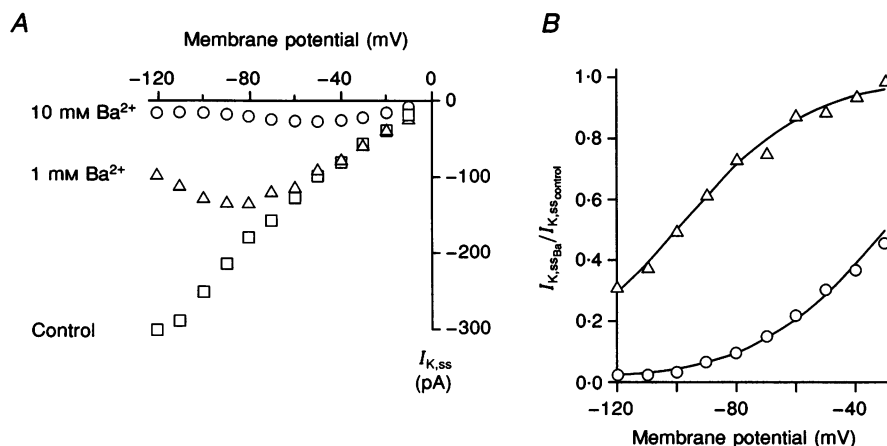 A
Membrane potential (mV)
−120 −80 −40 0
10 mM Ba2+
1 mM Ba2+
Control
0
−100
−200
−300
IK,ss
(pA)
B
IK,ssBa/IK,sscontrol
1·0
0·8
0·6
0·4
0·2
0·0
−120 −80 −40
Membrane potential (mV)